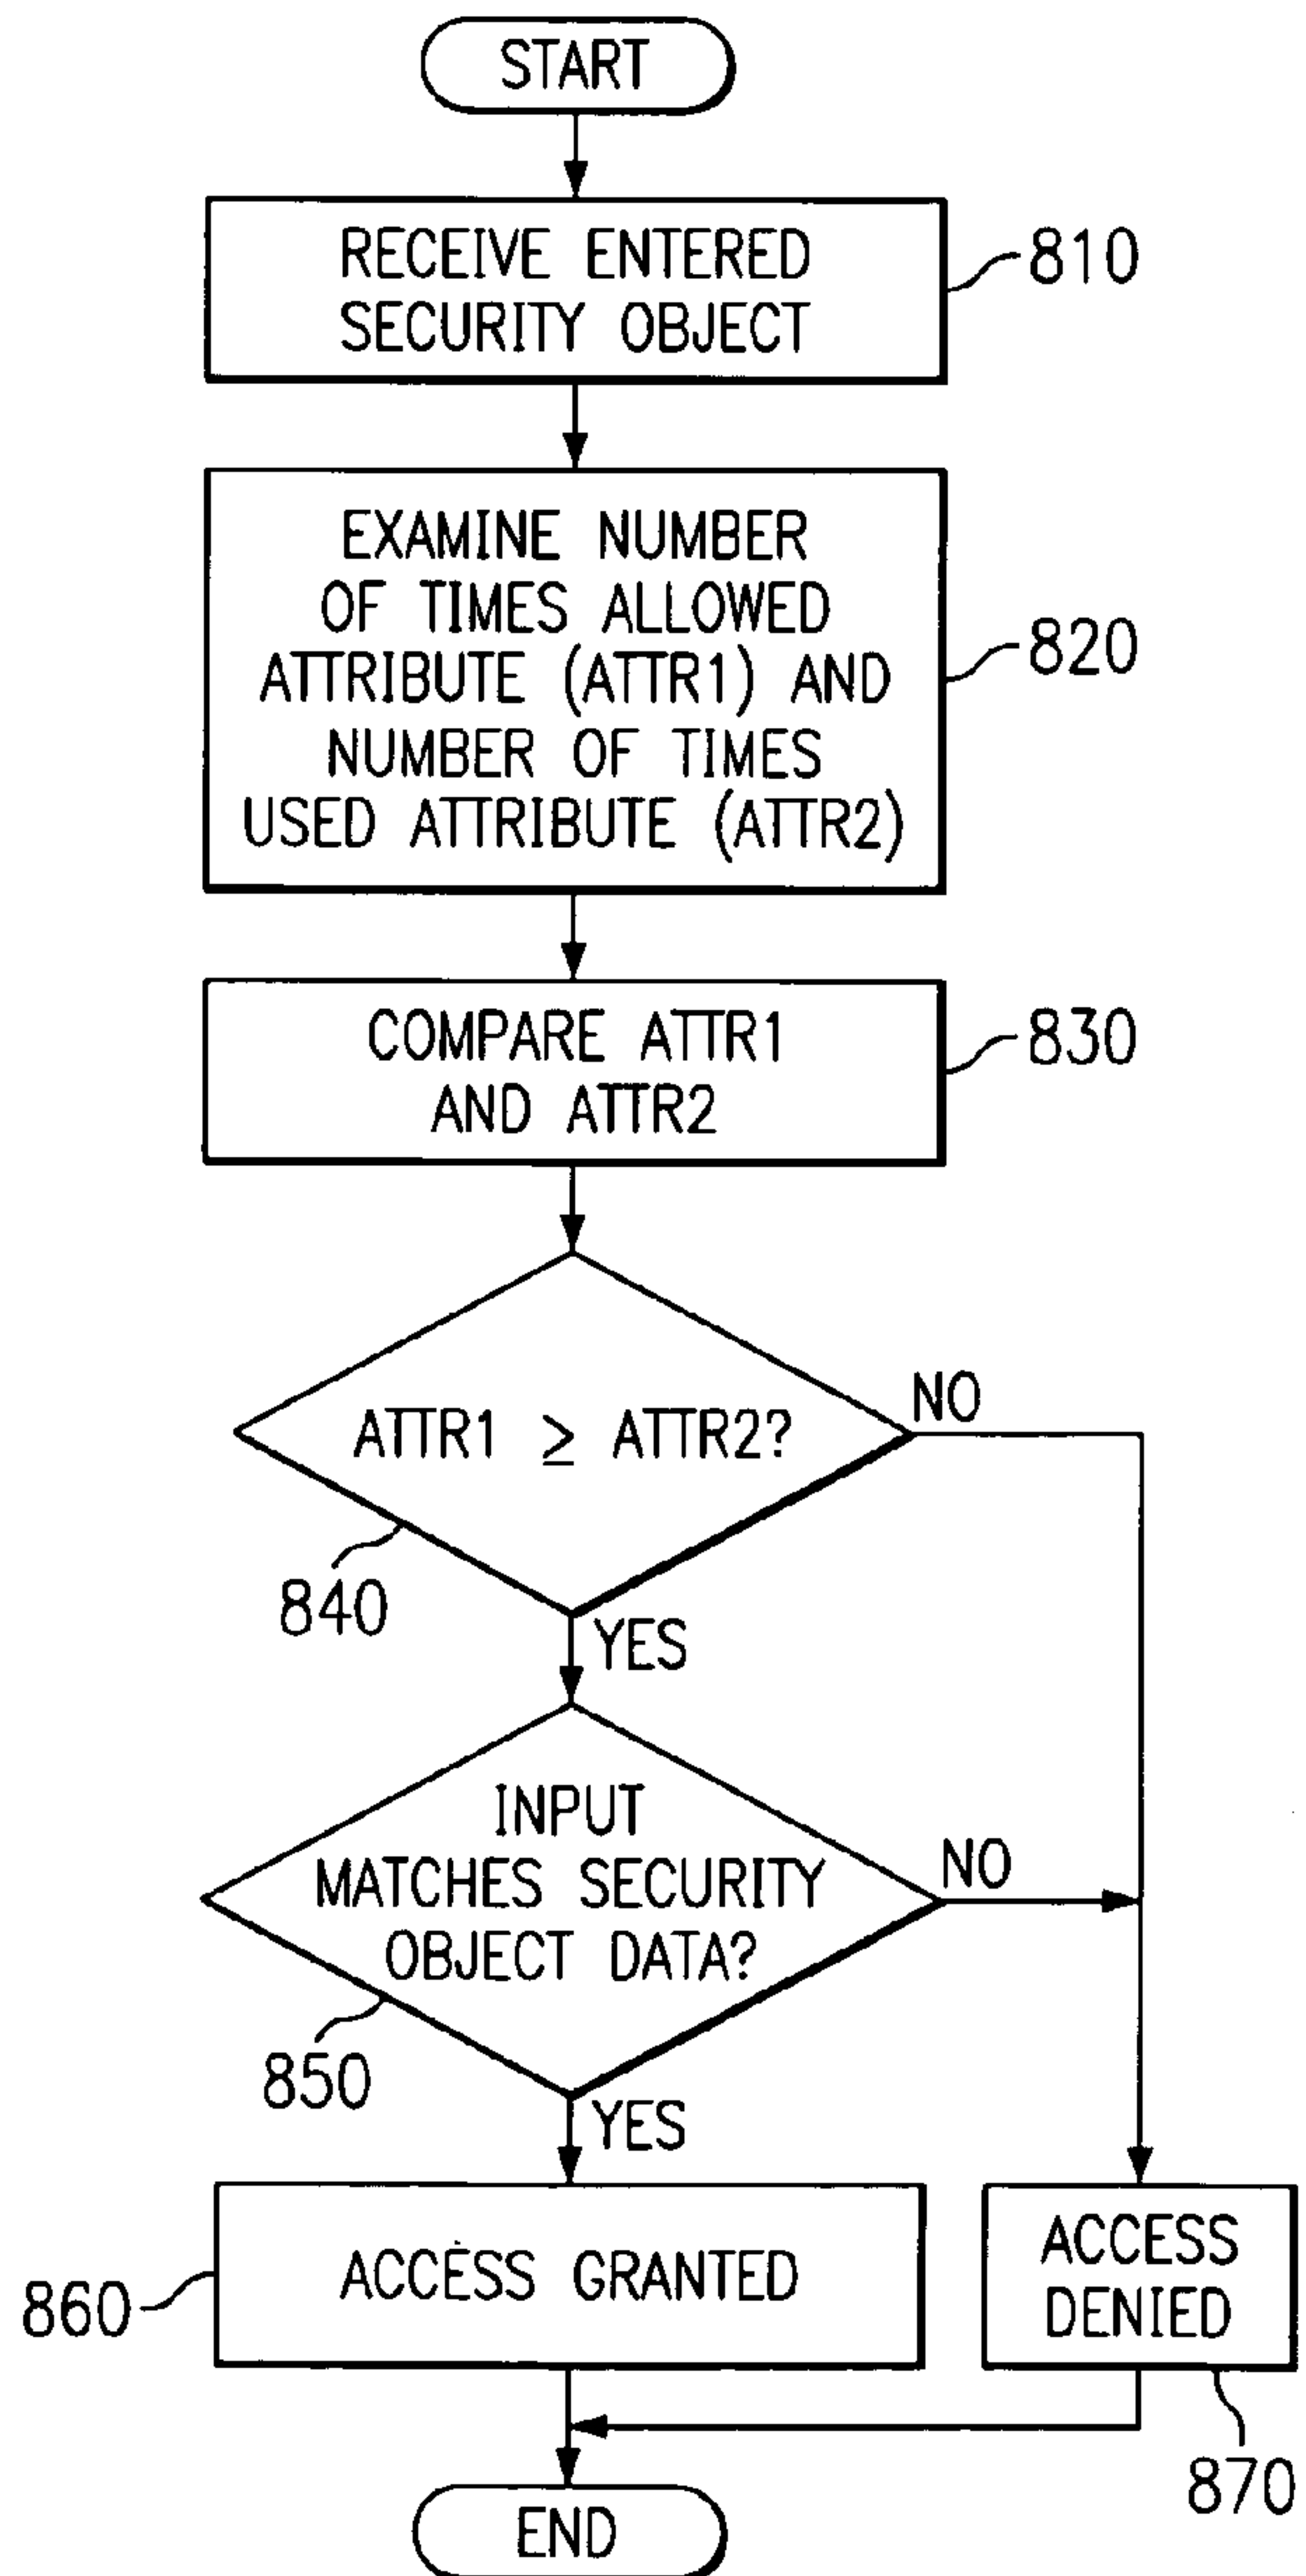 START
RECEIVE ENTERED
SECURITY OBJECT
810
EXAMINE NUMBER
OF TIMES ALLOWED
ATTRIBUTE (ATTR1) AND
NUMBER OF TIMES
USED ATTRIBUTE (ATTR2)
820
COMPARE ATTR1
AND ATTR2
830
ATTR1 ≥ ATTR2?
NO
840
YES
INPUT
MATCHES SECURITY
OBJECT DATA?
NO
850
YES
ACCESS GRANTED
860
ACCESS
DENIED
870
END